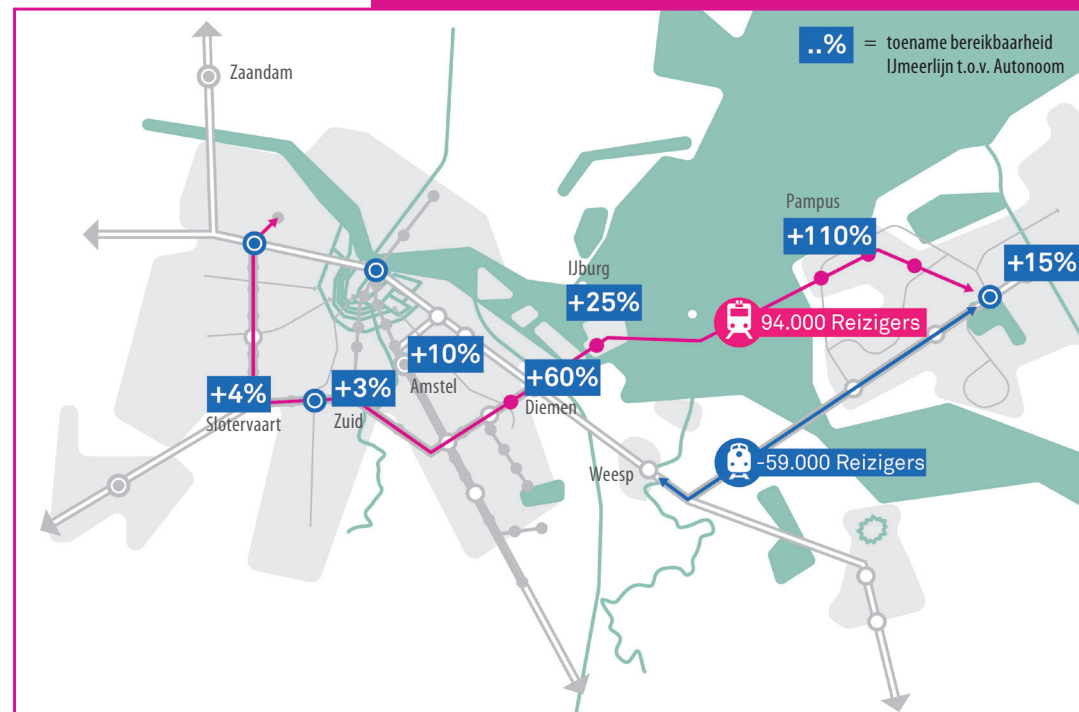 ..% = toename bereikbaarheid
IJmeerlijn t.o.v. Autonoom
Zaandam
Pampus
+110%
+15%
IJburg
+25%
94.000 Reizigers
+10%
Amstel
+60%
Diemen
+4%
Slotervaart
+3%
Zuid
Weesp
-59.000 Reizigers